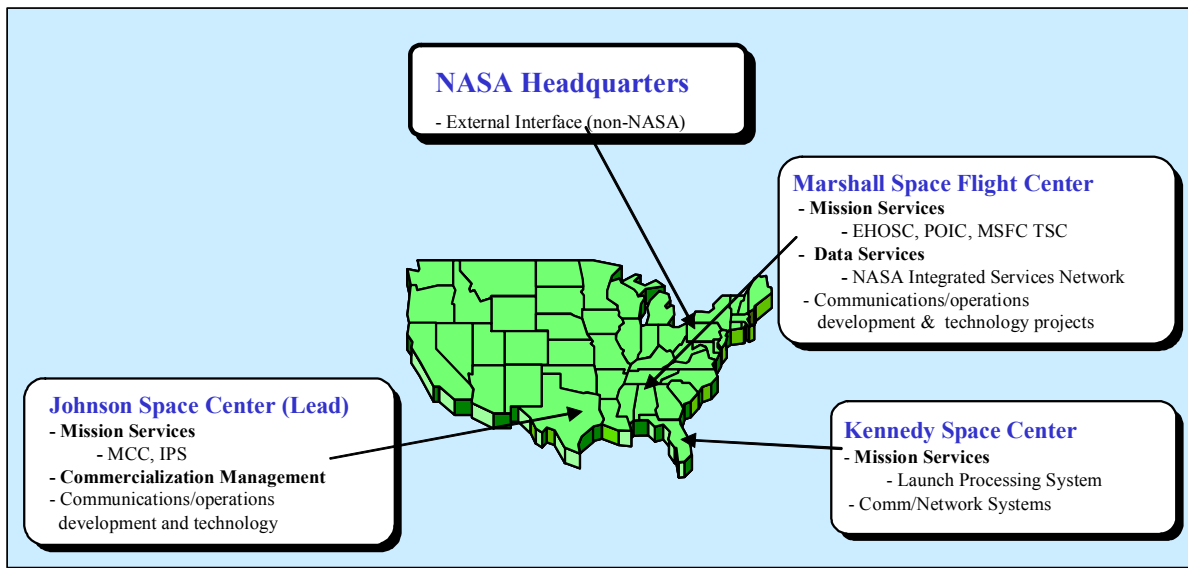 NASA Headquarters
- External Interface (non-NASA)
Marshall Space Flight Center
- Mission Services
- EHOSC, POIC, MSFC TSC
- Data Services
- NASA Integrated Services Network
- Communications/operations
development & technology projects
Johnson Space Center (Lead)
- Mission Services
- MCC, IPS
- Commercialization Management
- Communications/operations
development and technology
Kennedy Space Center
- Mission Services
- Launch Processing System
- Comm/Network Systems